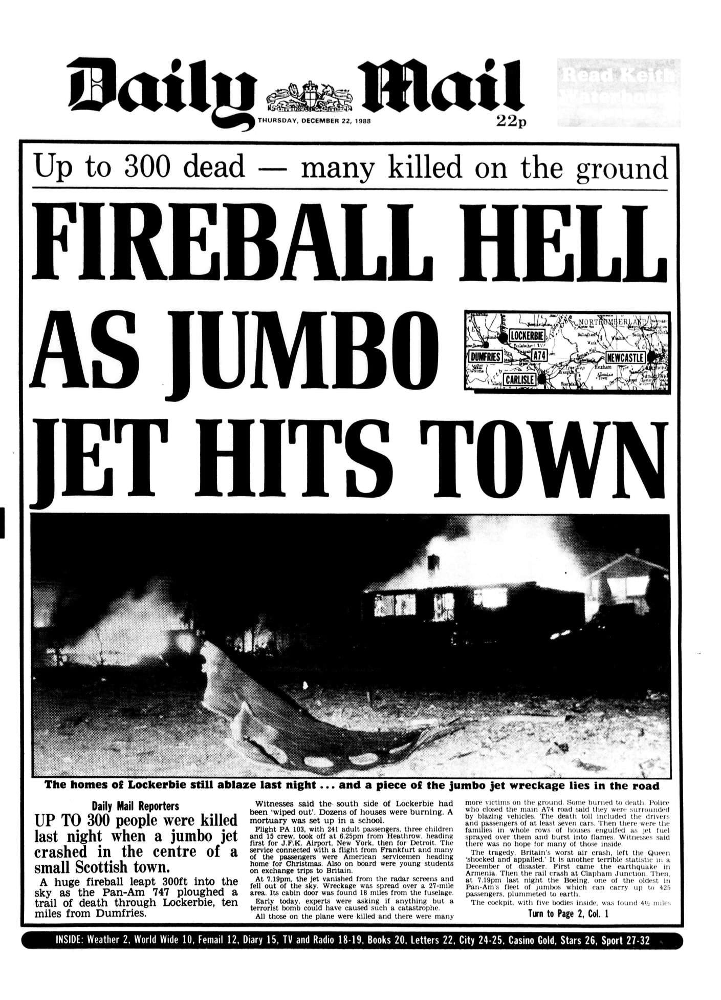 Daily Mail
THURSDAY, DECEMBER 22, 1988
22p
Read Keith
Up to 300 dead — many killed on the ground
FIREBALL HELL
AS JUMBO
JET HITS TOWN
NORTHUMBERLAND
LOCKERBIE
DUMFRIES
A74
NEWCASTLE
CARLISLE
Hexham
The homes of Lockerbie still ablaze last night ... and a piece of the jumbo jet wreckage lies in the road
Daily Mail Reporters
UP TO 300 people were killed
last night when a jumbo jet
crashed in the centre of a
small Scottish town.
A huge fireball leapt 300ft into the
sky as the Pan-Am 747 ploughed a
trail of death through Lockerbie, ten
miles from Dumfries.
Witnesses said the south side of Lockerbie had
been ‘wiped out’. Dozens of houses were burning. A
mortuary was set up in a school.
Flight PA 103, with 241 adult passengers, three children
and 15 crew, took off at 6.25pm from Heathrow, heading
first for J.F.K. Airport, New York, then for Detroit. The
service connected with a flight from Frankfurt and many
of the passengers were American servicemen heading
home for Christmas. Also on board were young students
on exchange trips to Britain.
At 7.19pm, the jet vanished from the radar screens and
fell out of the sky. Wreckage was spread over a 27-mile
area. Its cabin door was found 18 miles from the fuselage.
Early today, experts were asking if anything but a
terrorist bomb could have caused such a catastrophe.
All those on the plane were killed and there were many
more victims on the ground. Some burned to death. Police
who closed the main A74 road said they were surrounded
by blazing vehicles. The death toll included the drivers
and passengers of at least seven cars. Then there were the
families in whole rows of houses engulfed as jet fuel
sprayed over them and burst into flames. Witnesses said
there was no hope for many of those inside.
The tragedy, Britain's worst air crash, left the Queen
‘shocked and appalled.’ It is another terrible statistic in a
December of disaster. First came the earthquake in
Armenia. Then the rail crash at Clapham Junction. Then,
at 7.19pm last night the Boeing, one of the oldest in
Pan-Am's fleet of jumbos which can carry up to 425
passengers, plummeted to earth.
The cockpit, with five bodies inside, was found 4½ miles
Turn to Page 2, Col. 1
INSIDE: Weather 2, World Wide 10, Femail 12, Diary 15, TV and Radio 18-19, Books 20, Letters 22, City 24-25, Casino Gold, Stars 26, Sport 27-32